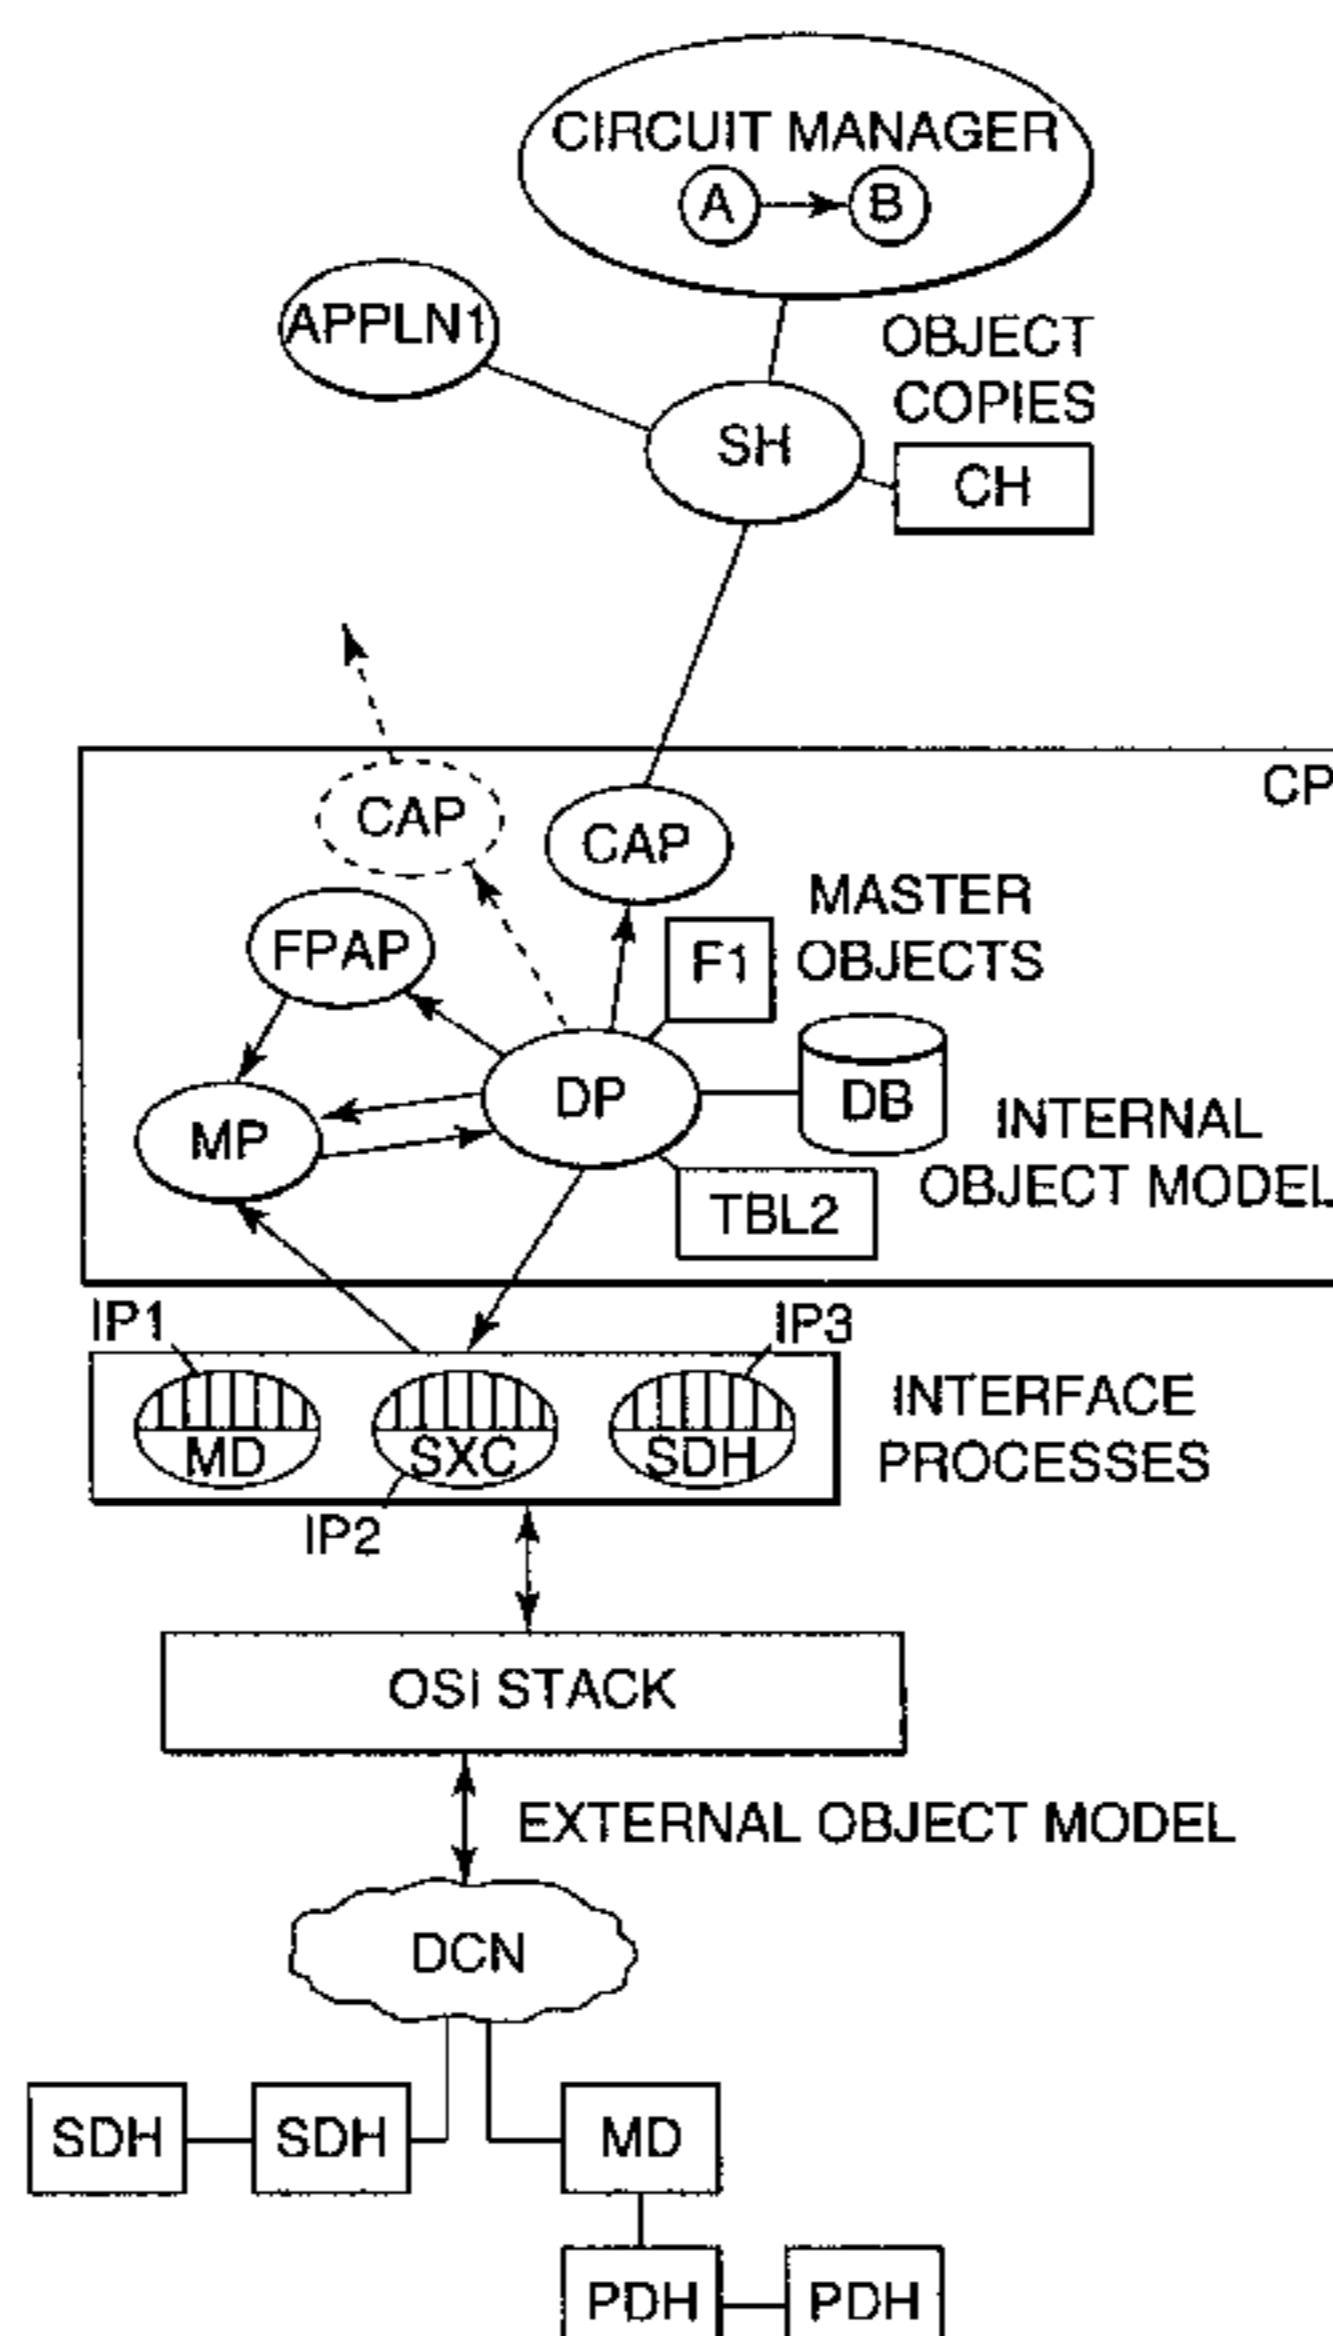 CIRCUIT MANAGER
A B
APPLN1
OBJECT
COPIES
SH
CH
CP
CAP
CAP
MASTER
OBJECTS
FPAP
F1
DP
DB
MP
INTERNAL
OBJECT MODEL
TBL2
IP1
IP3
MD
SXC
SDH
INTERFACE
PROCESSES
IP2
OSI STACK
EXTERNAL OBJECT MODEL
DCN
SDH
SDH
MD
PDH
PDH